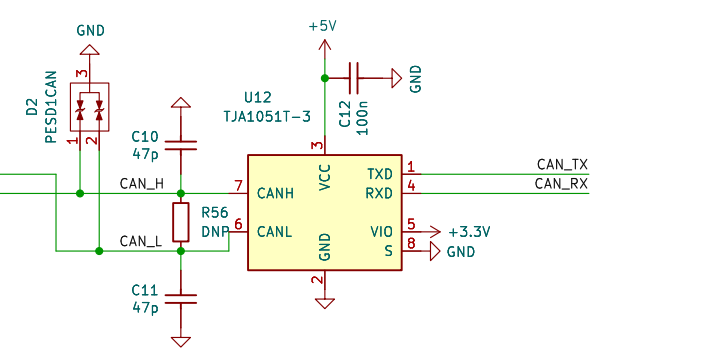 GND
+5V
3
D2
PESD1CAN
1
2
C10
47p
CAN_H
CAN_L
R56
DNP
C11
47p
U12
TJA1051T-3
C12
100n
GND
3
VCC
7
CANH
6
CANL
GND
2
TXD
1
RXD
4
VIO
5
S
8
CAN_TX
CAN_RX
+3.3V
GND